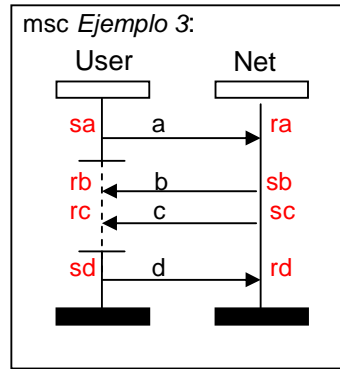 msc Ejemplo 3:
User Net
sa a ra
rb b sb
rc c sc
sd d rd